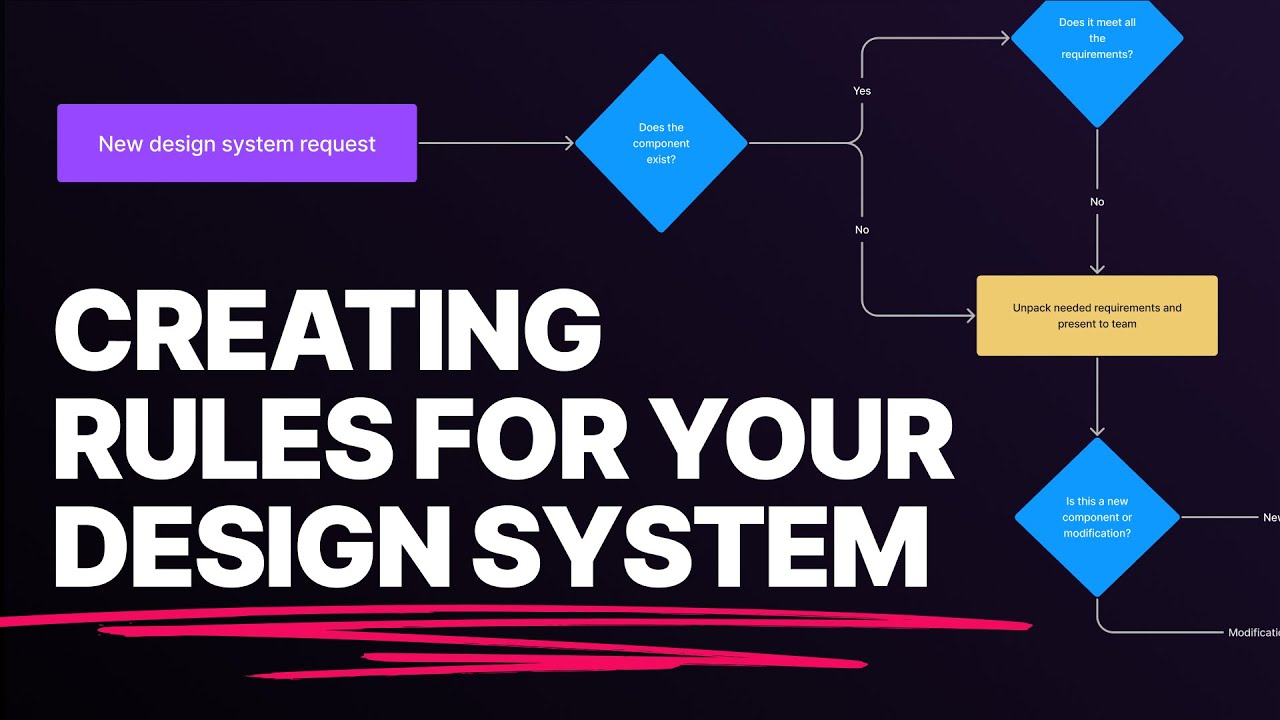 Does it meet all
the
requirements?
New design system request
Does the
component
exist?
Yes
No
No
Unpack needed requirements and
present to team
CREATING
RULES FOR YOUR
DESIGN SYSTEM
Is this a new
component or
modification?